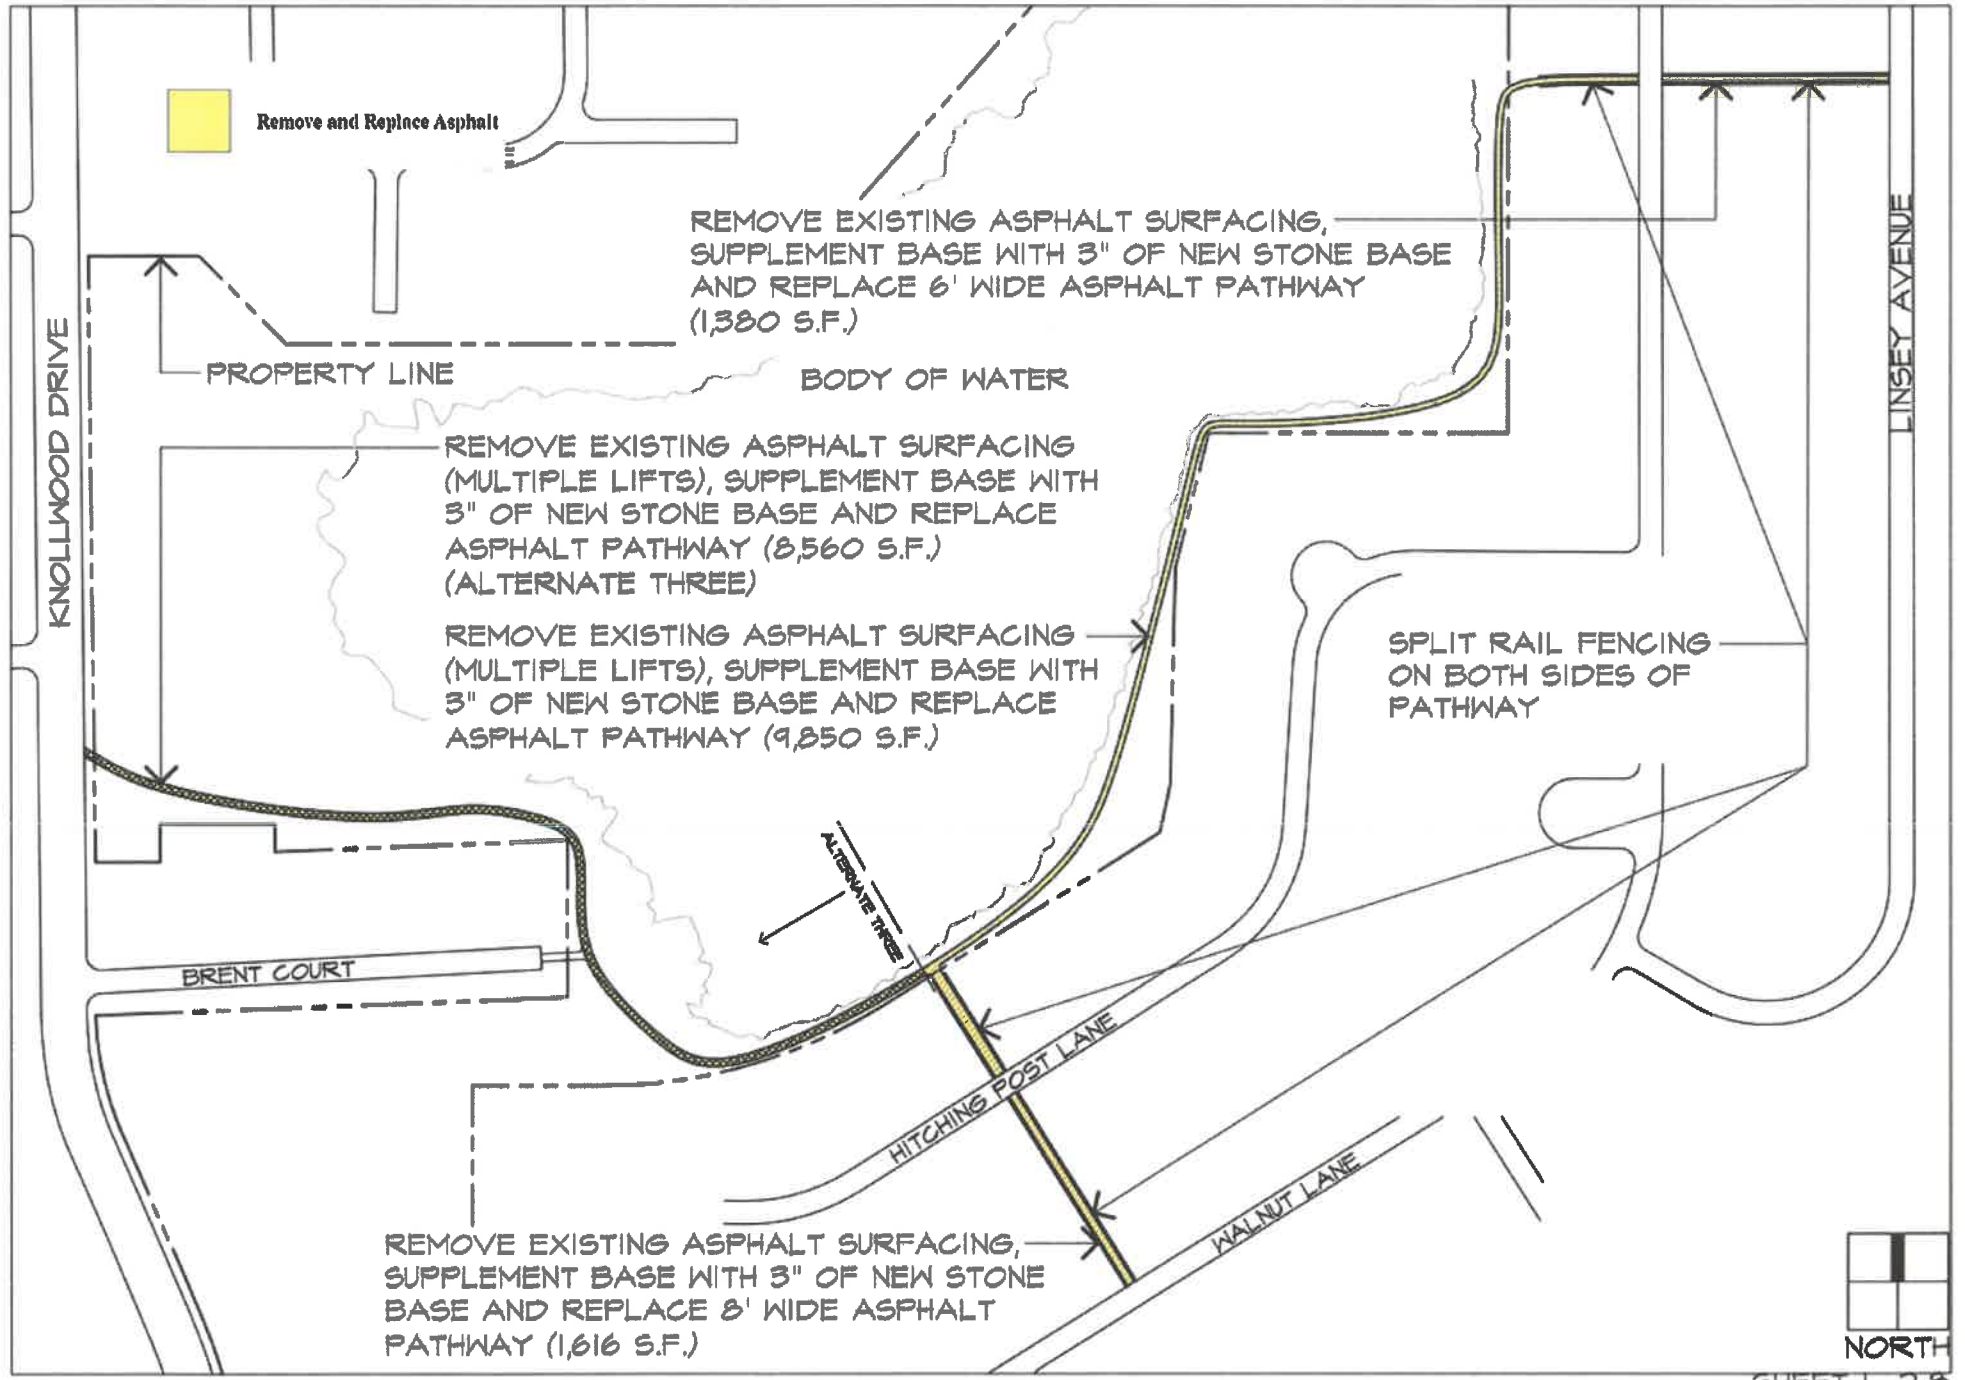 Remove and Replace Asphalt
REMOVE EXISTING ASPHALT SURFACING,
SUPPLEMENT BASE WITH 3" OF NEW STONE BASE
AND REPLACE 6' WIDE ASPHALT PATHWAY
(1,380 S.F.)
KNOLLWOOD DRIVE
LINSEY AVENUE
PROPERTY LINE
BODY OF WATER
REMOVE EXISTING ASPHALT SURFACING
(MULTIPLE LIFTS), SUPPLEMENT BASE WITH
3" OF NEW STONE BASE AND REPLACE
ASPHALT PATHWAY (8,560 S.F.)
(ALTERNATE THREE)
REMOVE EXISTING ASPHALT SURFACING
(MULTIPLE LIFTS), SUPPLEMENT BASE WITH
3" OF NEW STONE BASE AND REPLACE
ASPHALT PATHWAY (9,850 S.F.)
SPLIT RAIL FENCING
ON BOTH SIDES OF
PATHWAY
ALTERNATE THREE
BRENT COURT
HITCHING POST LANE
WALNUT LANE
REMOVE EXISTING ASPHALT SURFACING,
SUPPLEMENT BASE WITH 3" OF NEW STONE
BASE AND REPLACE 8' WIDE ASPHALT
PATHWAY (1,616 S.F.)
NORTH